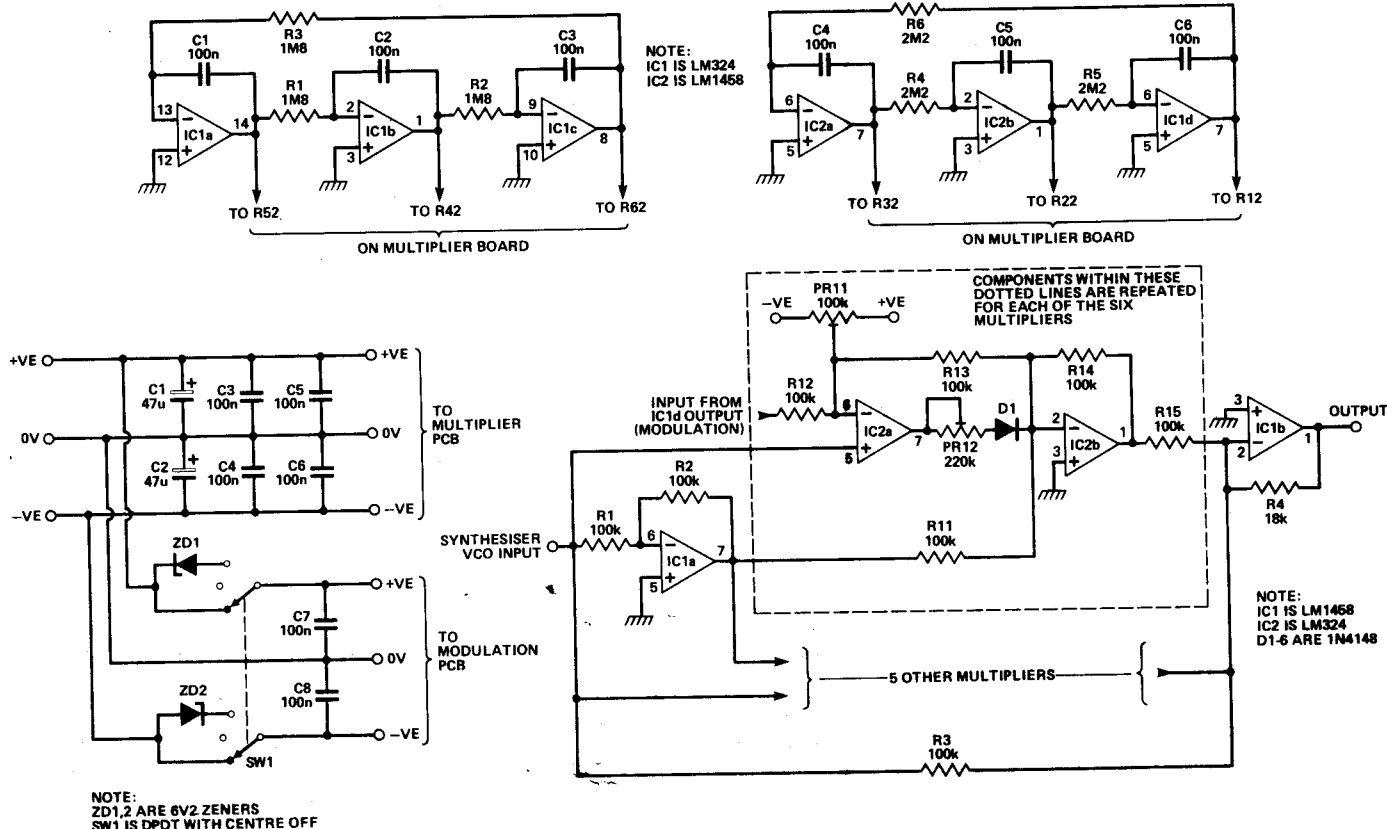 R3
1M8
C1
100n
C2
100n
C3
100n
R1
1M8
R2
1M8
13
14
12
IC1a
2
1
3
IC1b
9
8
10
IC1c
TO R52
TO R42
TO R62
ON MULTIPLIER BOARD
NOTE:
IC1 IS LM324
IC2 IS LM1458
R6
2M2
C4
100n
C5
100n
C6
100n
R4
2M2
R5
2M2
6
7
5
IC2a
2
1
3
IC2b
6
7
5
IC1d
TO R32
TO R22
TO R12
ON MULTIPLIER BOARD
+VE
0V
–VE
C1
47u
+
C3
100n
C5
100n
C2
47u
+
C4
100n
C6
100n
+VE
0V
–VE
TO
MULTIPLIER
PCB
ZD1
ZD2
SW1
C7
100n
C8
100n
+VE
0V
–VE
TO
MODULATION
PCB
NOTE:
ZD1,2 ARE 6V2 ZENERS
SW1 IS DPDT WITH CENTRE OFF
COMPONENTS WITHIN THESE
DOTTED LINES ARE REPEATED
FOR EACH OF THE SIX
MULTIPLIERS
PR11
100k
–VE
+VE
R13
100k
R14
100k
INPUT FROM
IC1d OUTPUT
(MODULATION)
R12
100k
6
7
5
IC2a
PR12
220k
D1
2
1
3
IC2b
R15
100k
3
1
2
IC1b
OUTPUT
R4
18k
R2
100k
R1
100k
SYNTHESISER
VCO INPUT
6
7
5
IC1a
R11
100k
5 OTHER MULTIPLIERS
R3
100k
NOTE:
IC1 IS LM1458
IC2 IS LM324
D1-6 ARE 1N4148